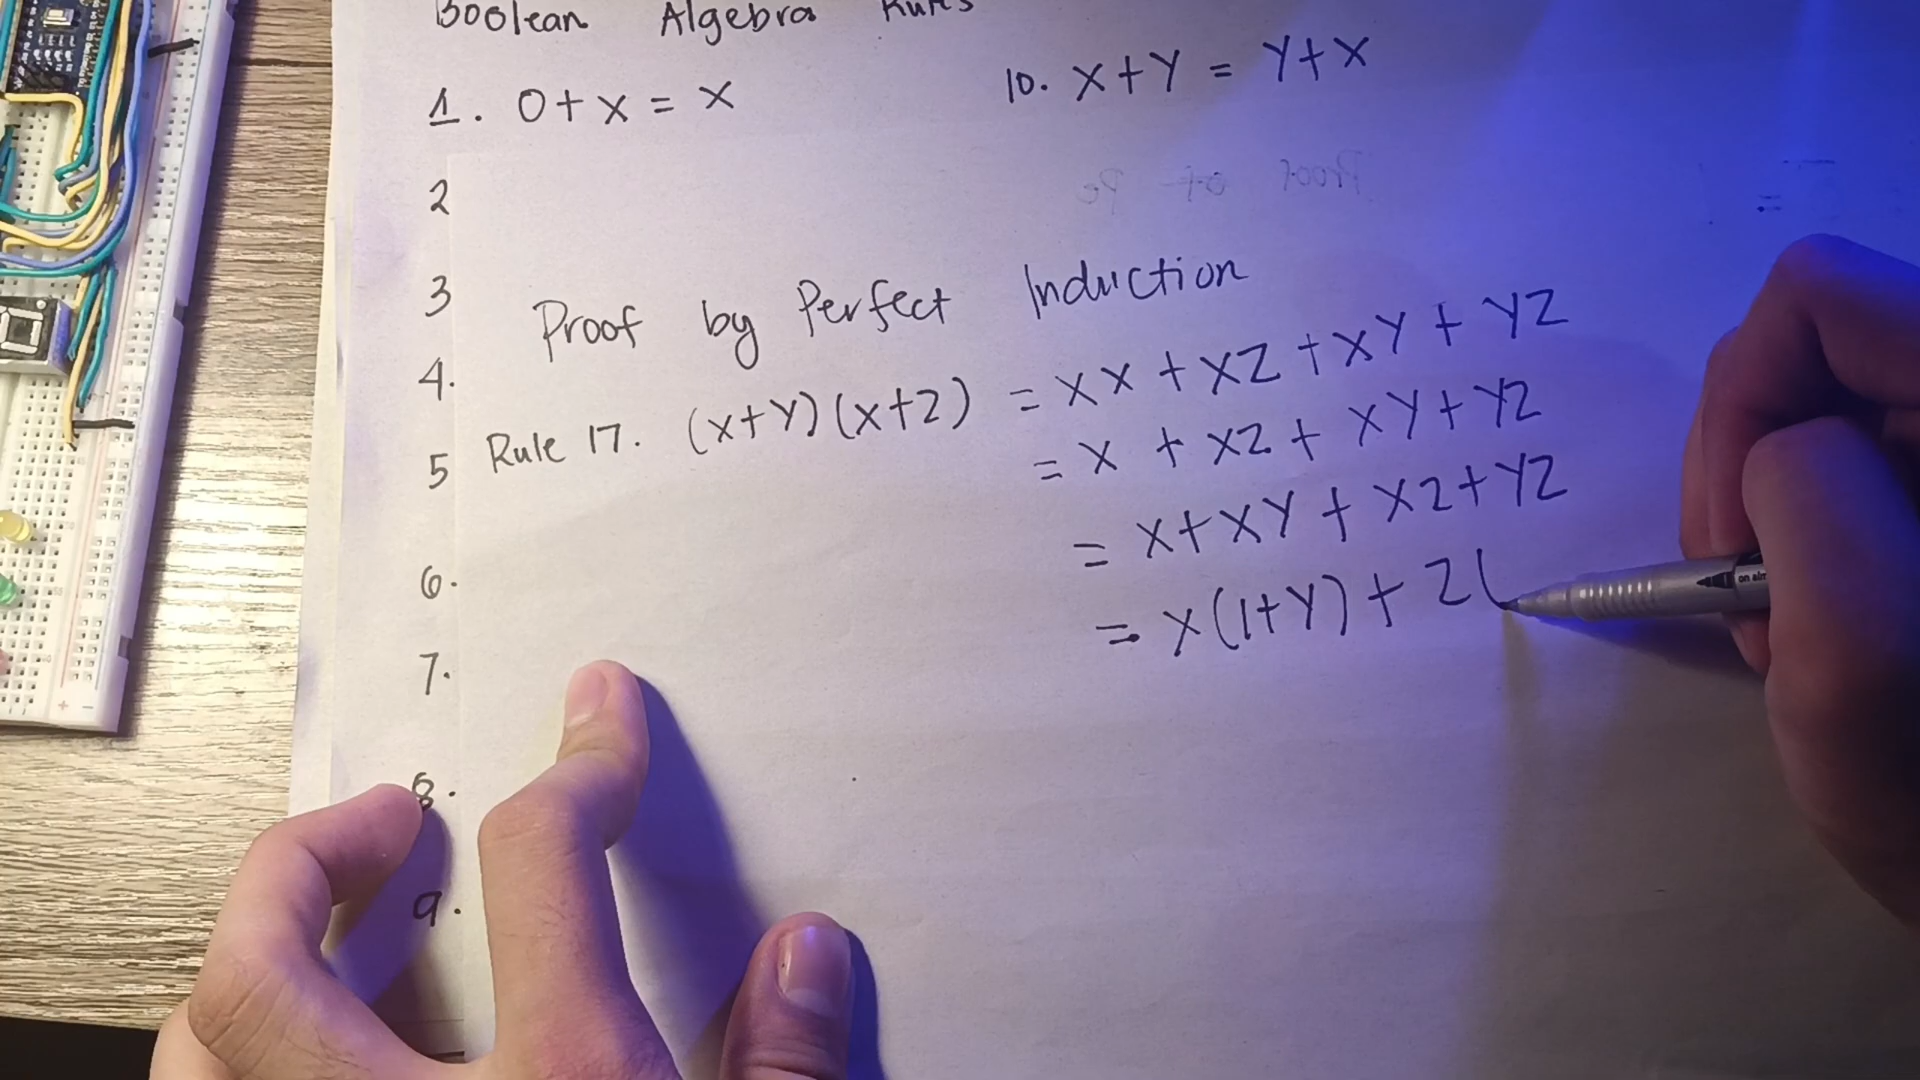 Boolean Algebra Rules
1. 0+x = x
10. X+Y = Y+X
2
3
4.
5
6.
7.
8.
9.
Proof by Perfect Induction
Rule 17. (x+Y)(x+Z) = XX + XZ + XY + YZ
= X + XZ + XY + YZ
= X+XY + XZ+YZ
= X(1+Y) + Z(